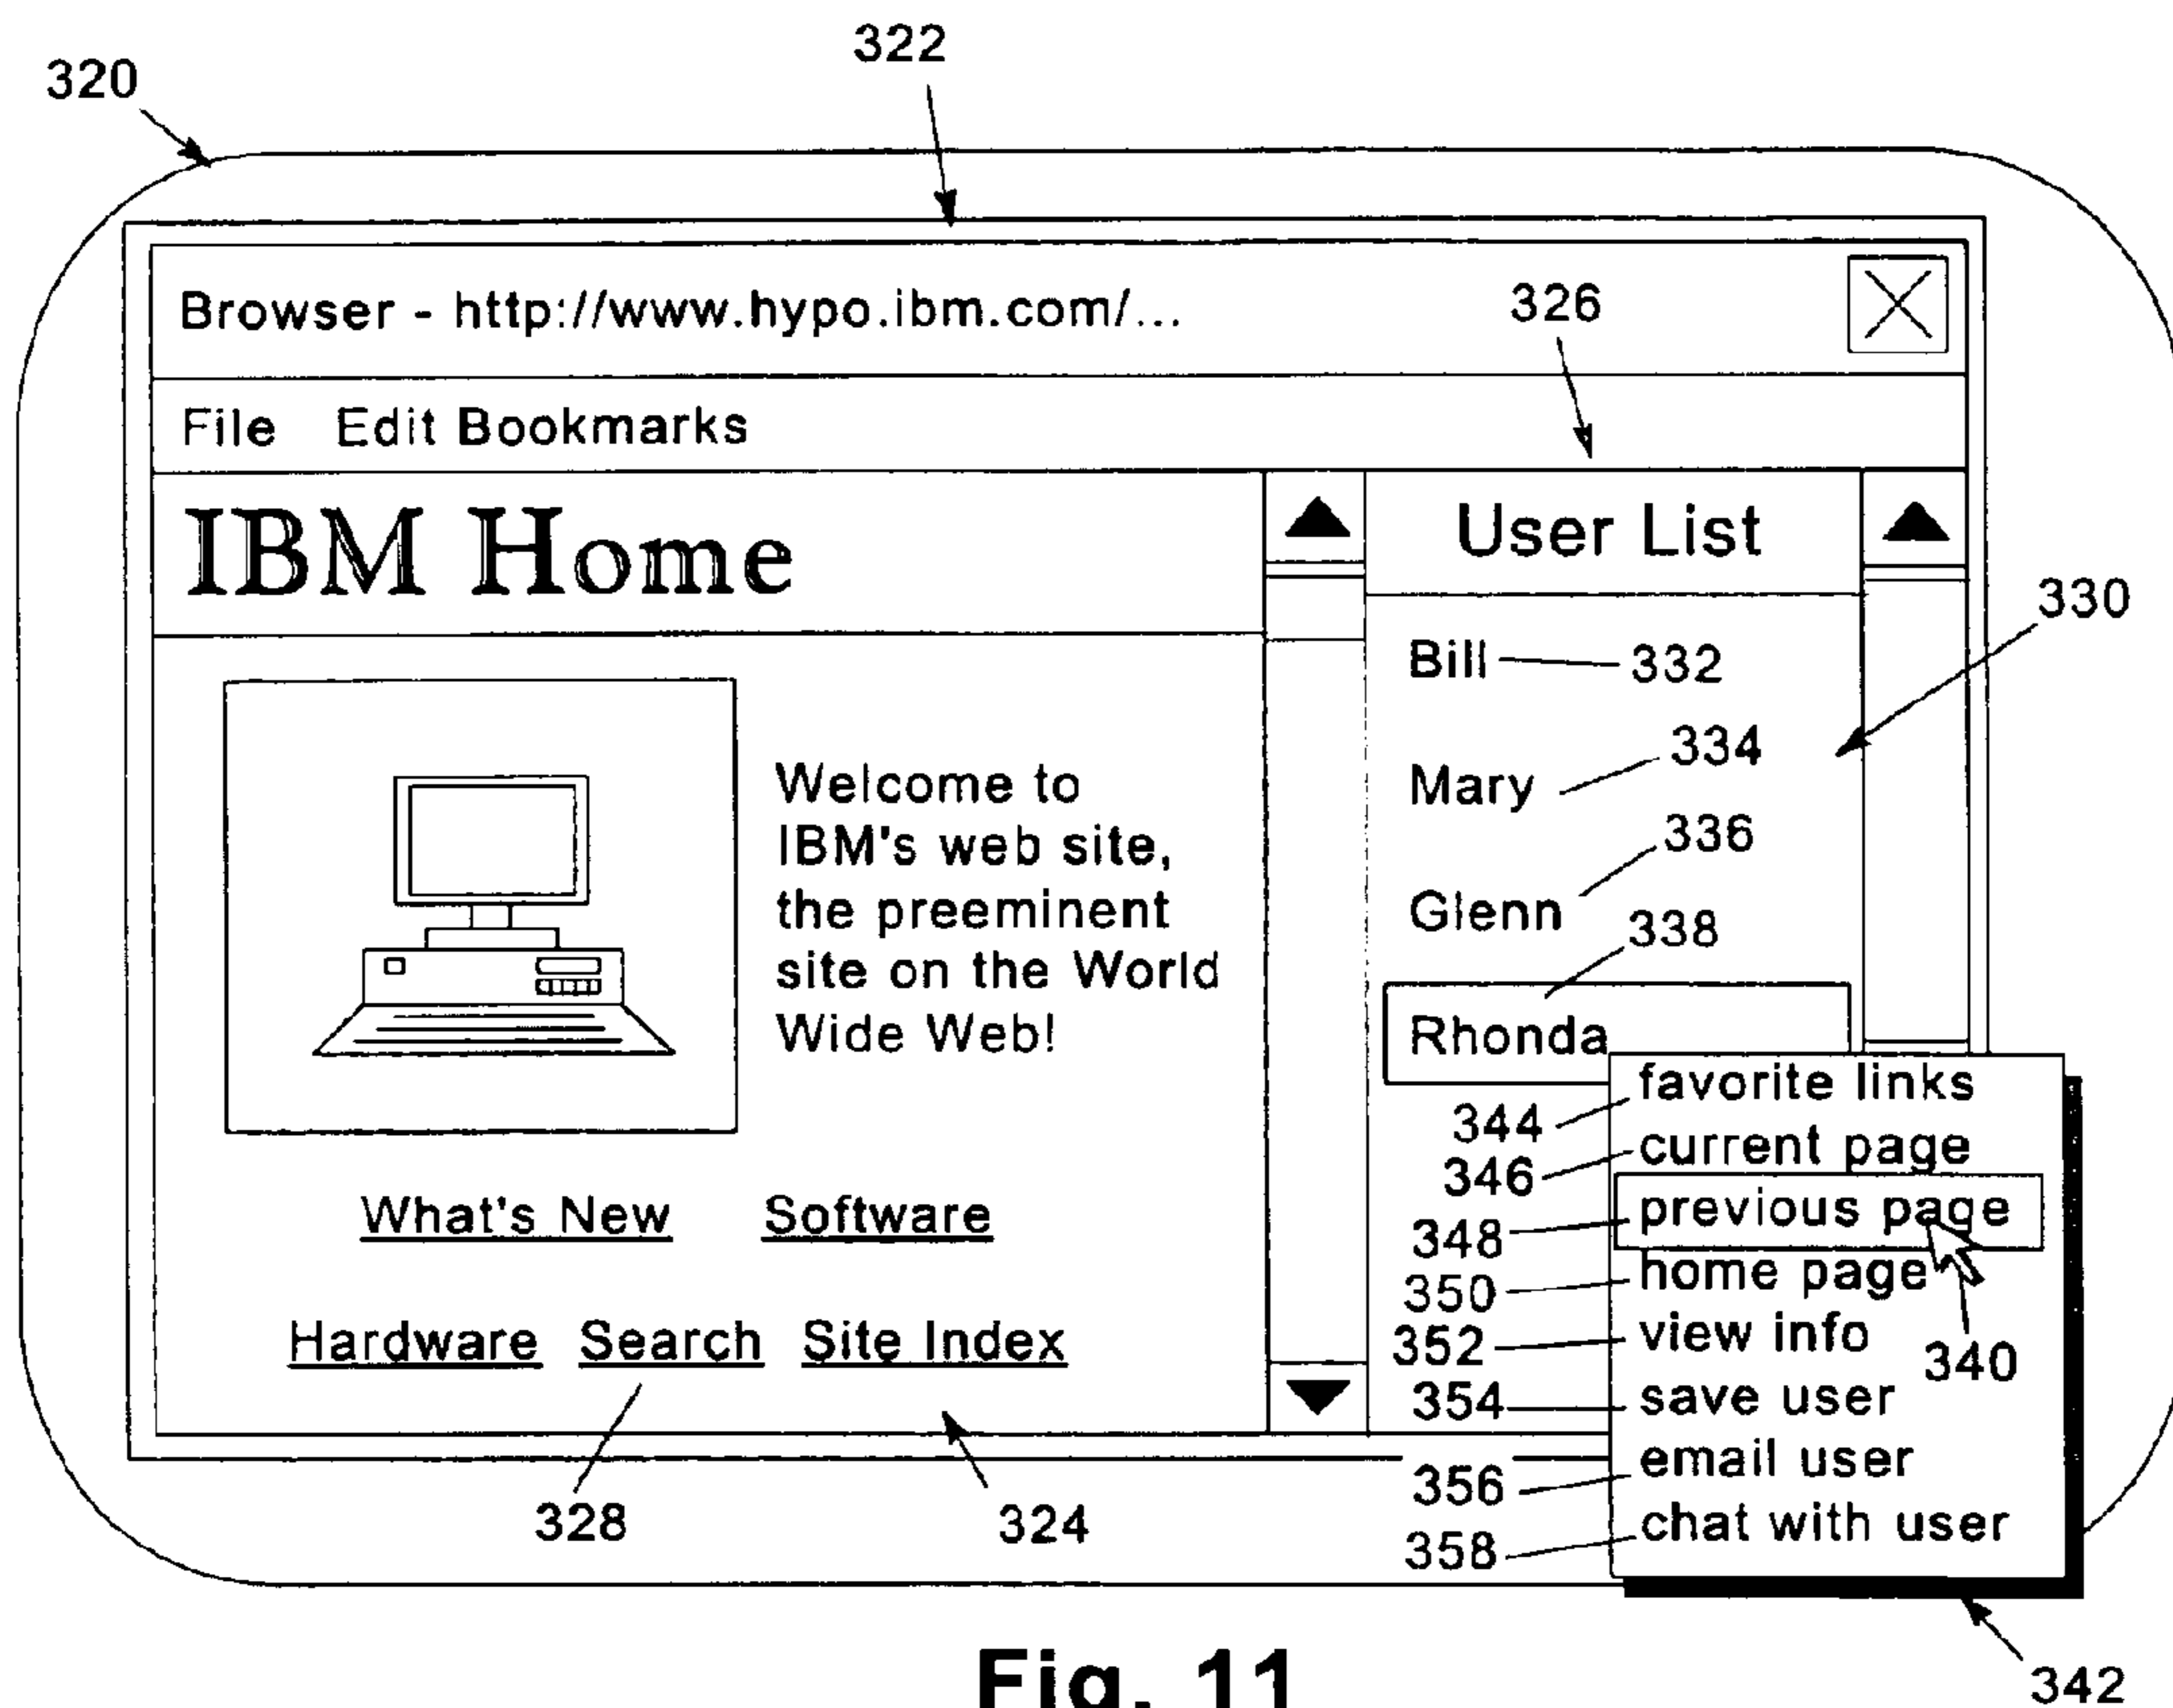 322
320
Browser - http://www.hypo.ibm.com/...
326
File Edit Bookmarks
IBM Home
User List
330
Bill 332
334
Mary
336
Glenn
338
Rhonda
Welcome to
IBM's web site,
the preeminent
site on the World
Wide Web!
What's New Software
Hardware Search Site Index
328
324
344 favorite links
346 current page
348 previous page
350 home page
352 view info
340
354 save user
356 email user
358 chat with user
342
Fig. 11